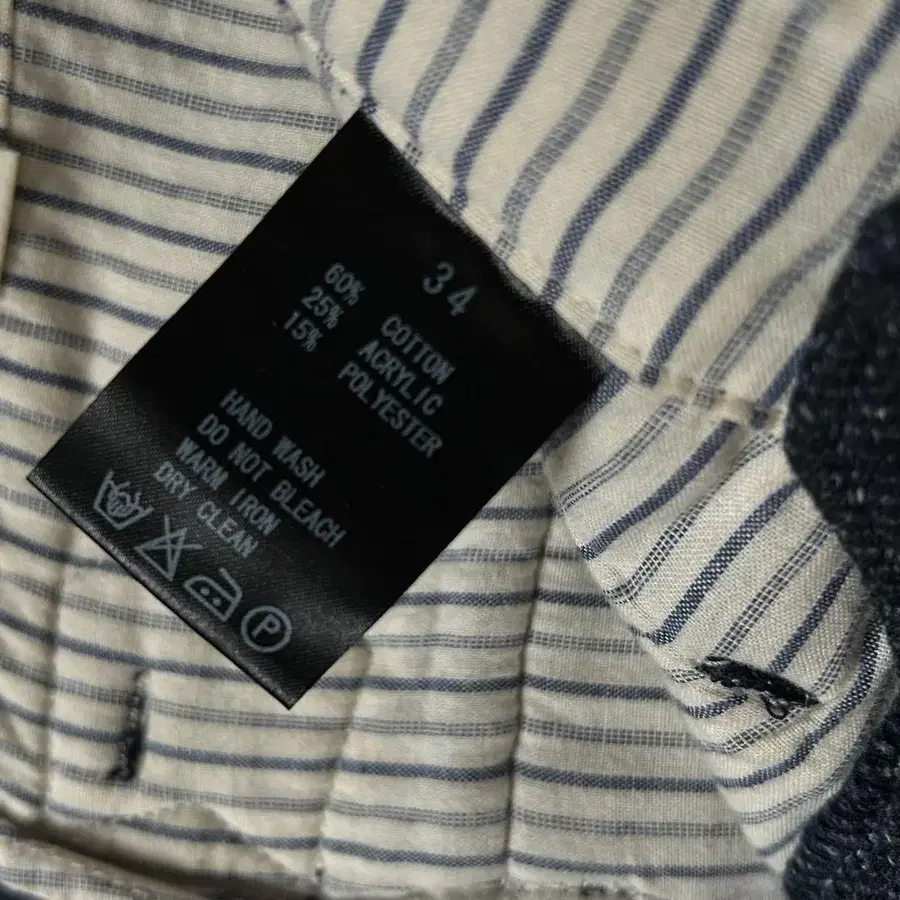 34
60% COTTON
25% ACRYLIC
15% POLYESTER
HAND WASH
DO NOT BLEACH
WARM IRON
DRY CLEAN
P